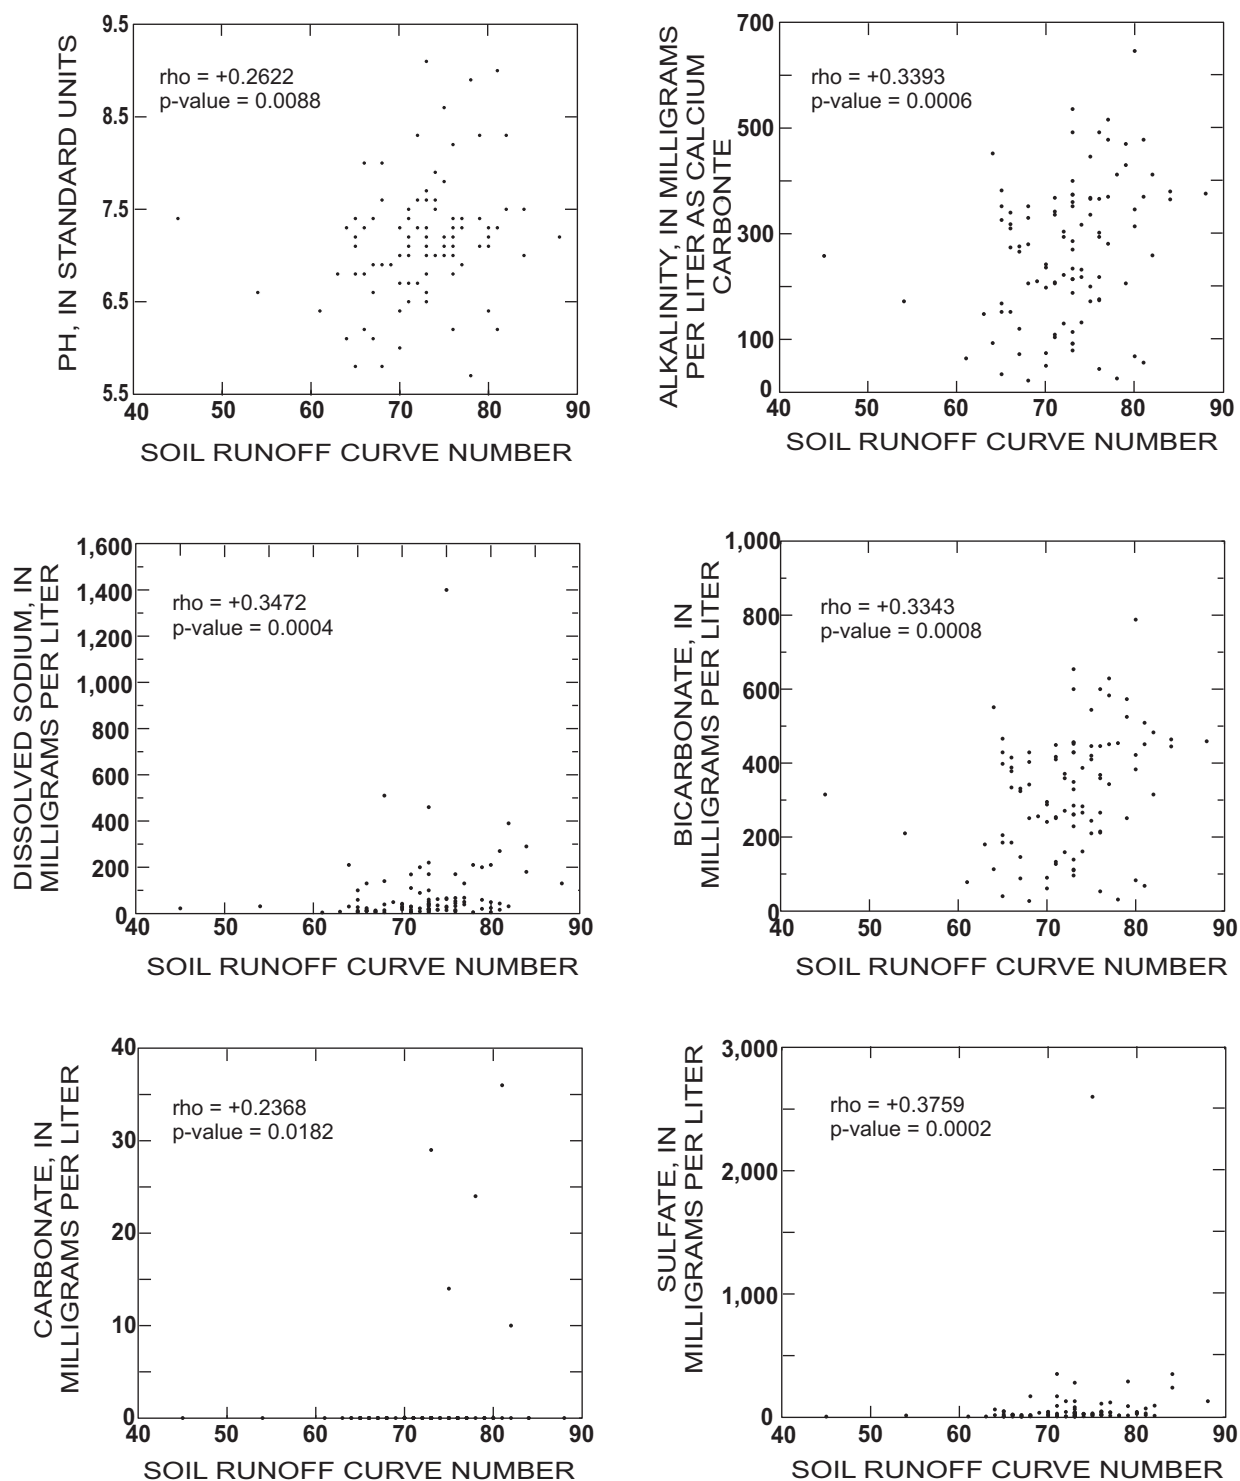 PH, IN STANDARD UNITS
9.5
8.5
7.5
6.5
5.5
rho = +0.2622
p-value = 0.0088
40 50 60 70 80 90
SOIL RUNOFF CURVE NUMBER
ALKALINITY, IN MILLIGRAMS
PER LITER AS CALCIUM
CARBONTE
700
500
300
100
0
rho = +0.3393
p-value = 0.0006
40 50 60 70 80 90
SOIL RUNOFF CURVE NUMBER
DISSOLVED SODIUM, IN
MILLIGRAMS PER LITER
1,600
1,400
1,200
1,000
800
600
400
200
0
rho = +0.3472
p-value = 0.0004
40 50 60 70 80 90
SOIL RUNOFF CURVE NUMBER
BICARBONATE, IN
MILLIGRAMS PER LITER
1,000
800
600
400
200
0
rho = +0.3343
p-value = 0.0008
40 50 60 70 80 90
SOIL RUNOFF CURVE NUMBER
CARBONATE, IN
MILLIGRAMS PER LITER
40
30
20
10
0
rho = +0.2368
p-value = 0.0182
40 50 60 70 80 90
SOIL RUNOFF CURVE NUMBER
SULFATE, IN
MILLIGRAMS PER LITER
3,000
2,000
1,000
0
rho = +0.3759
p-value = 0.0002
40 50 60 70 80 90
SOIL RUNOFF CURVE NUMBER